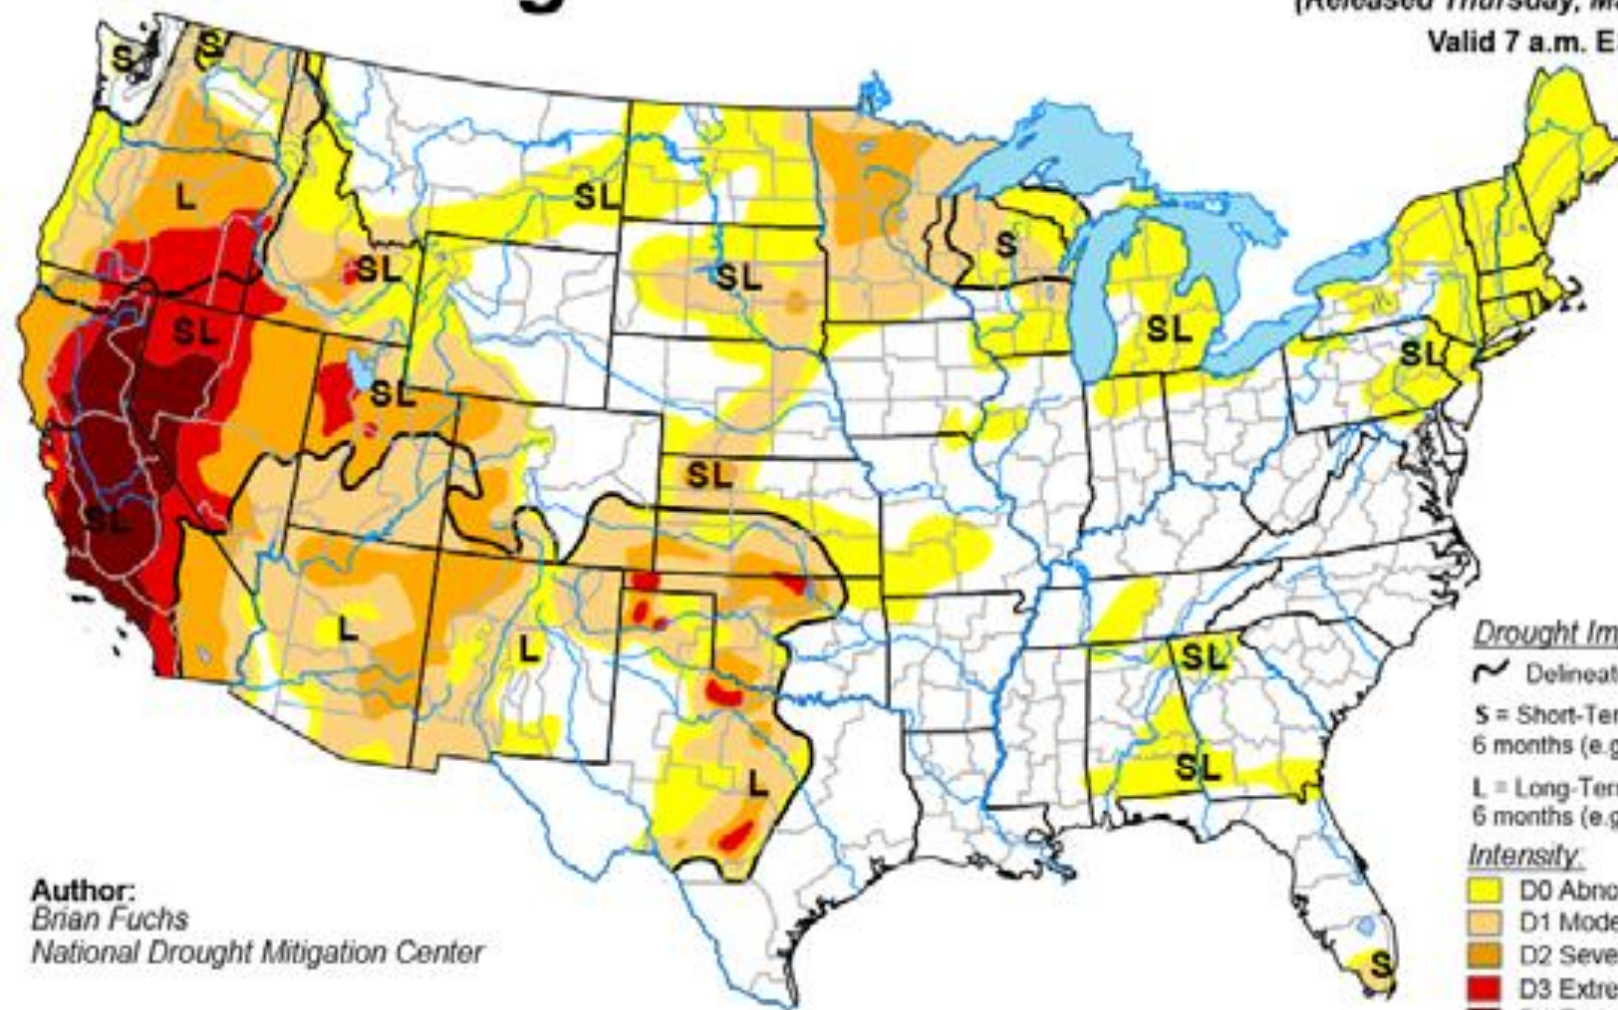 (Released Thursday,
Valid 7 a.m.
S
S
L
SL
S
SL
SL
SL
SL
SL
SL
SL
SL
L
L
SL
L
SL
S
Drought Im
Delineat
S = Short-Ter
6 months (e.g
L = Long-Ter
6 months (e.g
Intensity:
D0 Abno
D1 Mode
D2 Seve
D3 Extre
Author:
Brian Fuchs
National Drought Mitigation Center